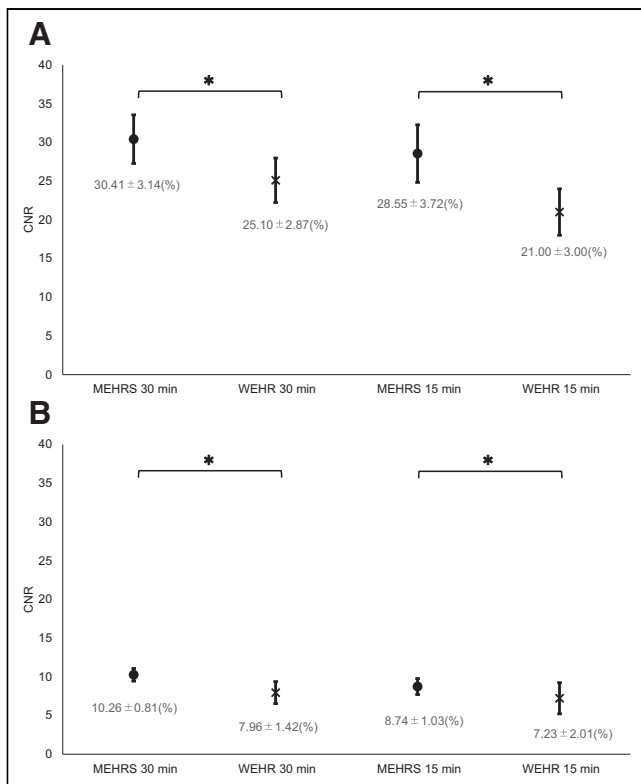 A
*
*
40
35
30
25
20
15
10
5
0
CNR
30.41±3.14(%)
25.10±2.87(%)
28.55±3.72(%)
21.00±3.00(%)
MEHRS 30 min
WEHR 30 min
MEHRS 15 min
WEHR 15 min
B
*
*
40
35
30
25
20
15
10
5
0
CNR
10.26±0.81(%)
7.96±1.42(%)
8.74±1.03(%)
7.23±2.01(%)
MEHRS 30 min
WEHR 30 min
MEHRS 15 min
WEHR 15 min